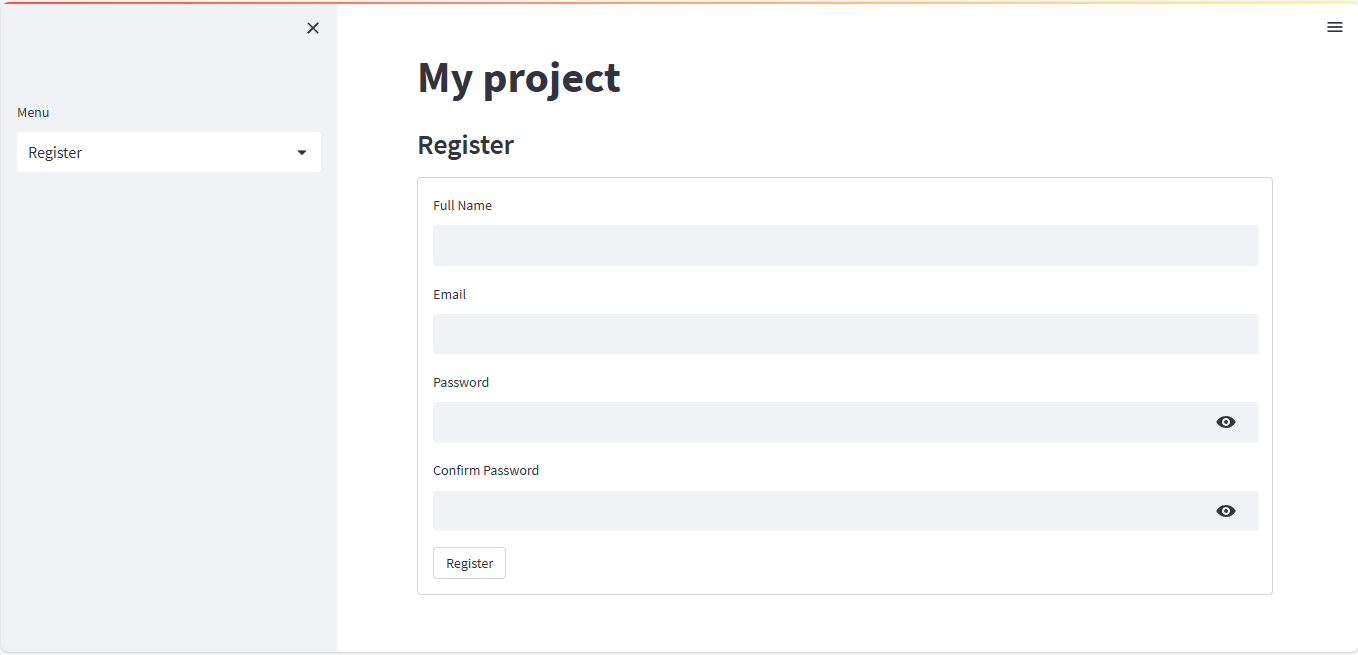 Menu
Register
My project
Register
Full Name
Email
Password
Confirm Password
Register